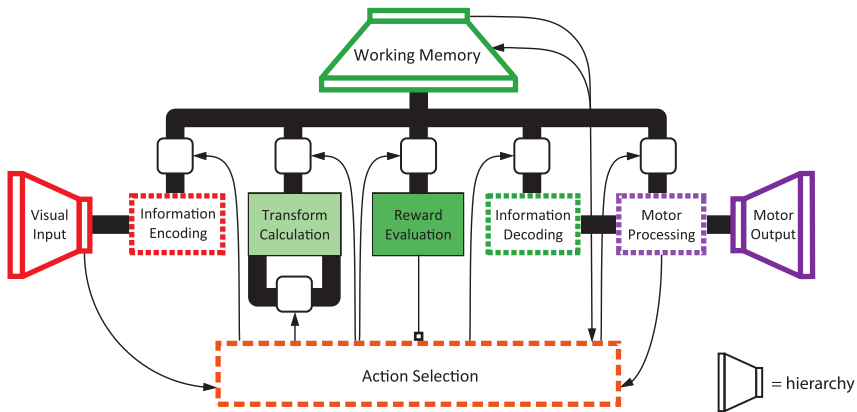 Working Memory
Visual
Input
Information
Encoding
Transform
Calculation
Reward
Evaluation
Information
Decoding
Motor
Processing
Motor
Output
Action Selection
= hierarchy